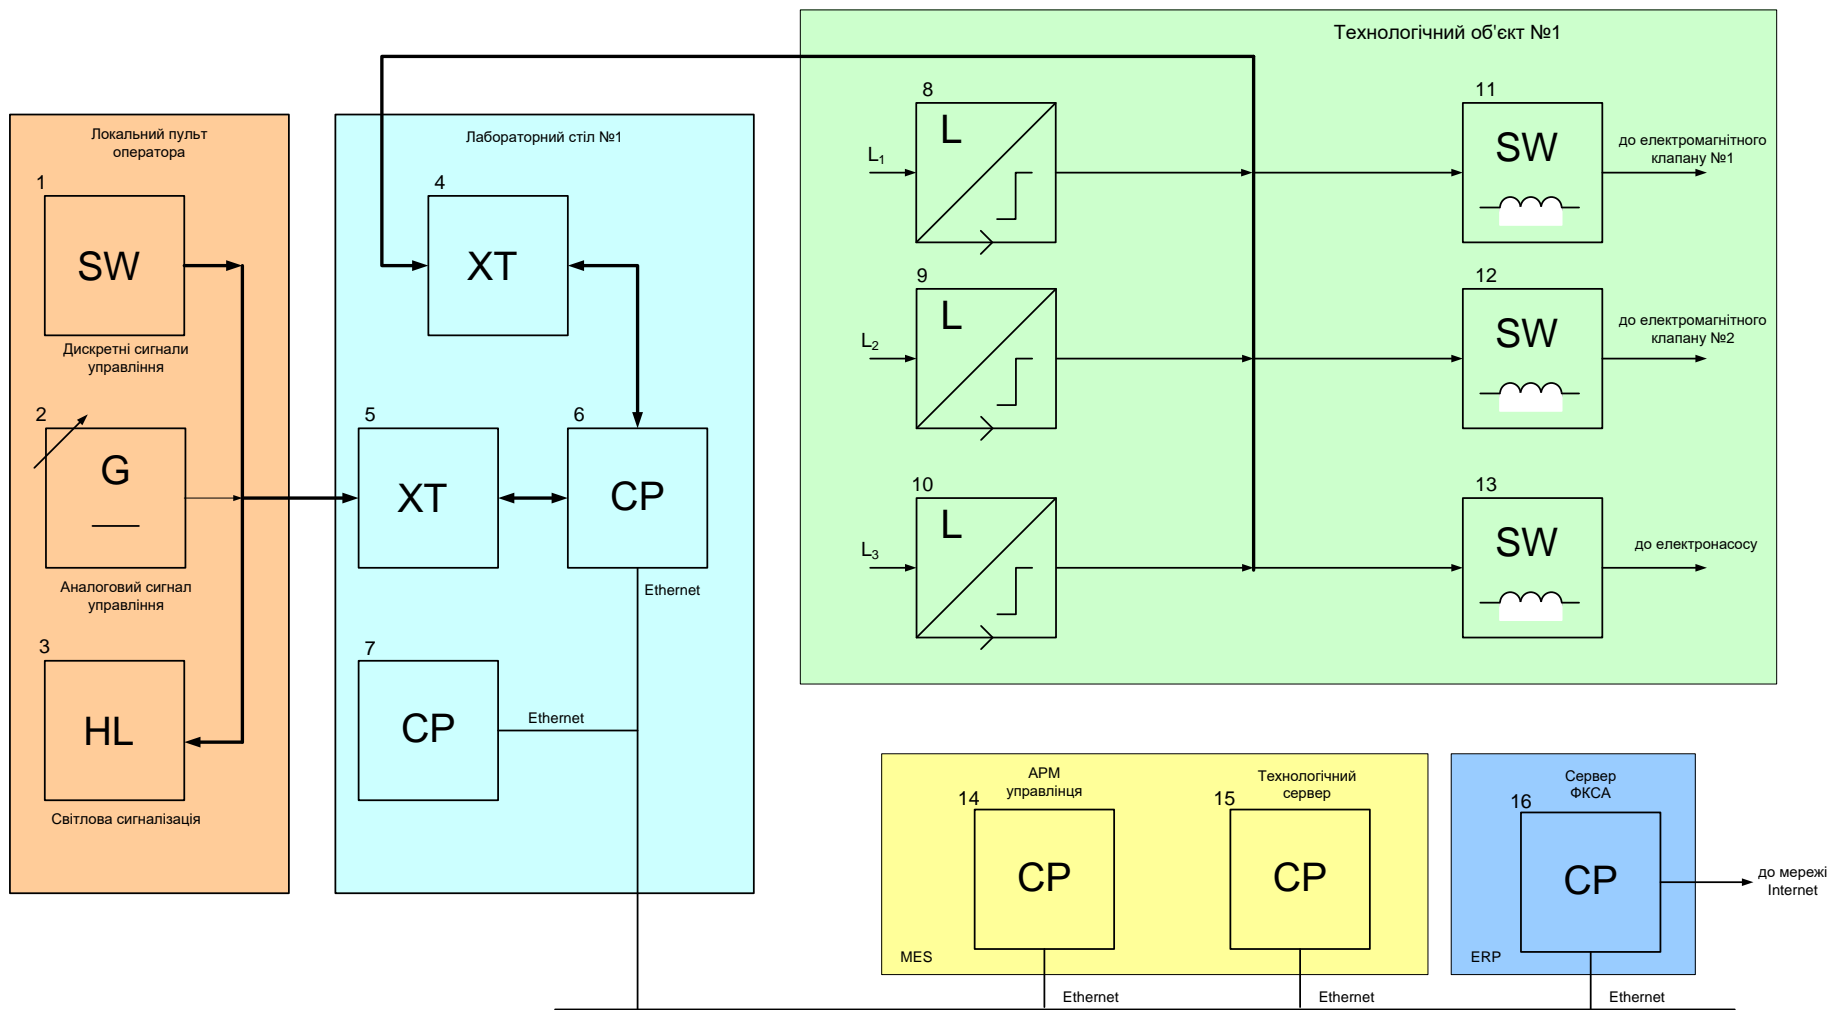 Технологічний об'єкт №1
Локальний пульт
оператора
1
SW
Дискретні сигнали
управління
2
G
Аналоговий сигнал
управління
3
HL
Світлова сигналізація
Лабораторний стіл №1
4
XT
5
XT
6
CP
Ethernet
7
CP
Ethernet
8
L
L1
9
L
L2
10
L
L3
11
SW
до електромагнітого
клапану №1
12
SW
до електромагнітого
клапану №2
13
SW
до електронасосу
АРМ
управлінця
14
CP
MES
Ethernet
Технологічний
сервер
15
CP
Ethernet
Сервер
ФКСА
16
CP
ERP
Ethernet
до мережі
Internet